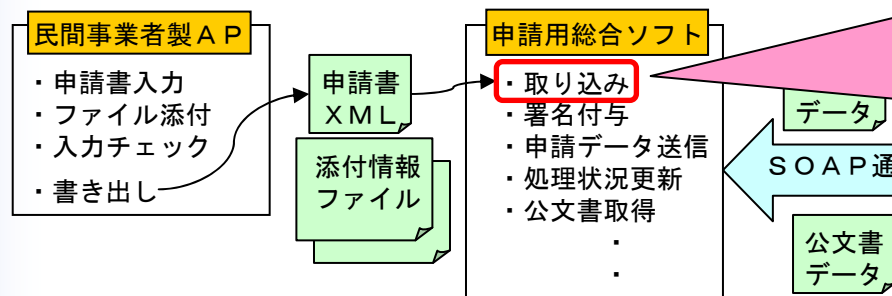 民間事業者製ＡＰ
・申請書入力
・ファイル添付
・入力チェック
・書き出し
申請書
ＸＭＬ
添付情報
ファイル
申請用総合ソフト
・取り込み
・署名付与
・申請データ送信
・処理状況更新
・公文書取得
・
・
データ
ＳＯＡＰ通
公文書
データ